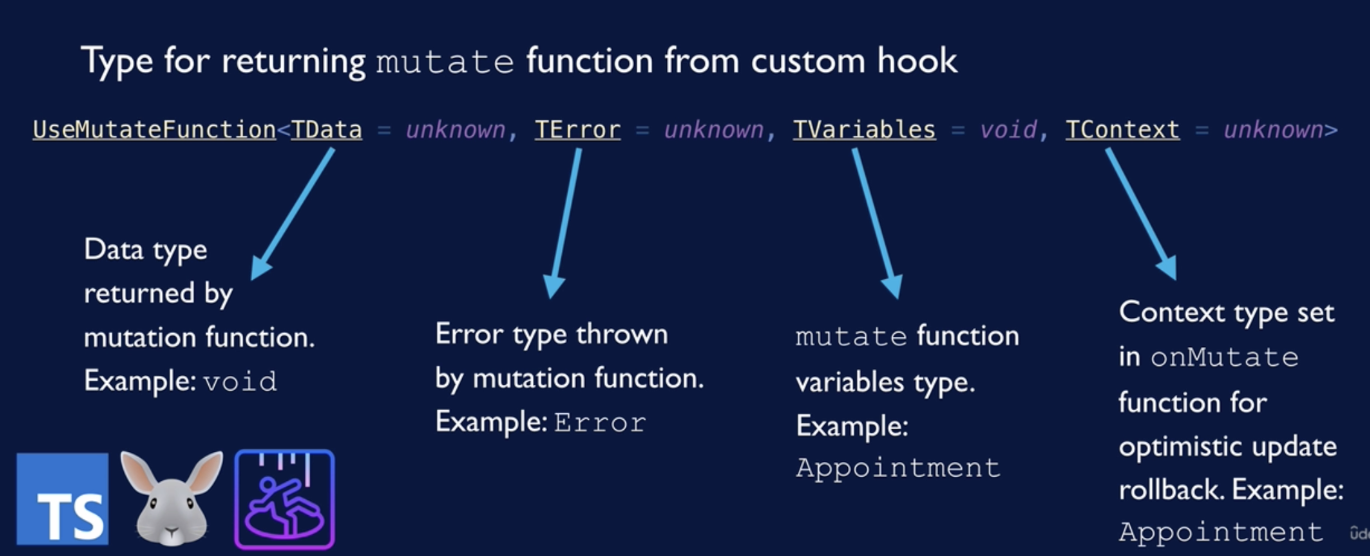 Type for returning mutate function from custom hook
UseMutateFunction<TData = unknown, TError = unknown, TVariables = void, TContext = unknown>
Data type
returned by
mutation function.
Example: void
Error type thrown
by mutation function.
Example: Error
mutate function
variables type.
Example:
Appointment
Context type set
in onMutate
function for
optimistic update
rollback. Example:
Appointment
TS